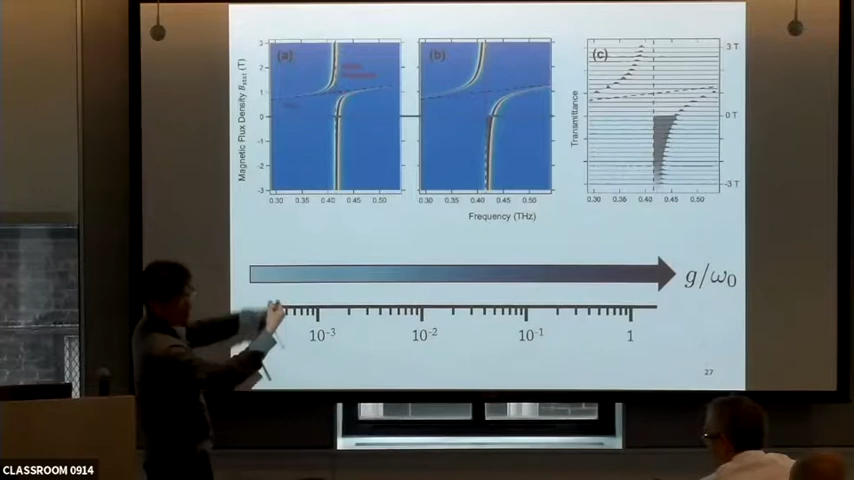 (a)
(b)
(c)
Magnetic Flux Density B_stat (T)
3
2
1
0
-1
-2
-3
Transmittance
3 T
0 T
-3 T
0.30 0.35 0.40 0.45 0.50
0.30 0.35 0.40 0.45 0.50
0.30 0.35 0.40 0.45 0.50
Frequency (THz)
g/ω₀
10⁻³ 10⁻² 10⁻¹ 1
27
CLASSROOM 0914